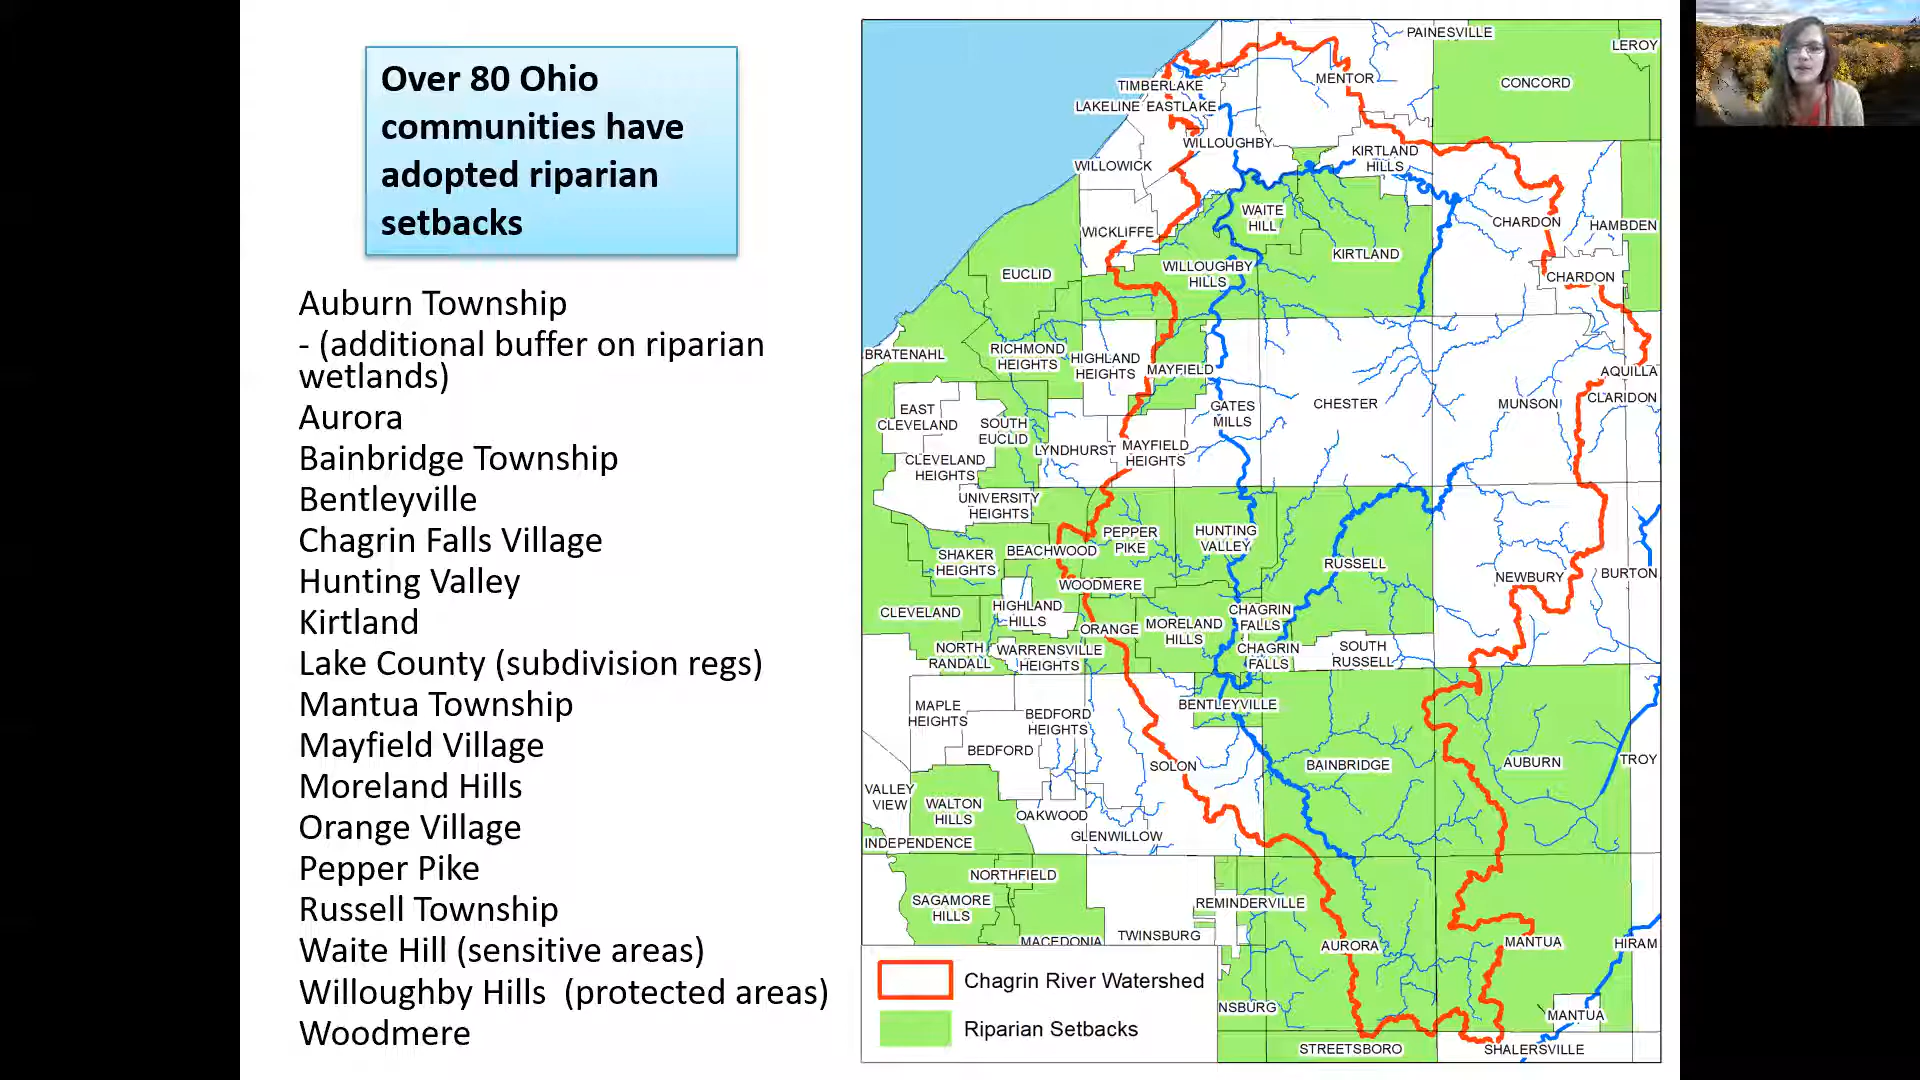 Over 80 Ohio
communities have
adopted riparian
setbacks
Auburn Township
- (additional buffer on riparian
wetlands)
Aurora
Bainbridge Township
Bentleyville
Chagrin Falls Village
Hunting Valley
Kirtland
Lake County (subdivision regs)
Mantua Township
Mayfield Village
Moreland Hills
Orange Village
Pepper Pike
Russell Township
Waite Hill (sensitive areas)
Willoughby Hills (protected areas)
Woodmere
PAINESVILLE
LEROY
CONCORD
MENTOR
TIMBERLAKE
LAKELINE EASTLAKE
WILLOUGHBY
KIRTLAND
HILLS
WILLOWICK
WAITE
HILL
CHARDON
HAMBDEN
WICKLIFFE
KIRTLAND
EUCLID
WILLOUGHBY
HILLS
CHARDON
BRATENAHL
RICHMOND
HEIGHTS
HIGHLAND
HEIGHTS
MAYFIELD
AQUILLA
CLARIDON
EAST
CLEVELAND
SOUTH
EUCLID
GATES
MILLS
CHESTER
MUNSON
LYNDHURST
MAYFIELD
HEIGHTS
CLEVELAND
HEIGHTS
UNIVERSITY
HEIGHTS
PEPPER
PIKE
HUNTING
VALLEY
SHAKER
HEIGHTS
BEACHWOOD
RUSSELL
NEWBURY
BURTON
WOODMERE
CLEVELAND
HIGHLAND
HILLS
ORANGE
MORELAND
HILLS
CHAGRIN
FALLS
NORTH
RANDALL
WARRENSVILLE
HEIGHTS
CHAGRIN
FALLS
SOUTH
RUSSELL
MAPLE
HEIGHTS
BEDFORD
HEIGHTS
BENTLEYVILLE
BEDFORD
SOLON
BAINBRIDGE
AUBURN
TROY
VALLEY
VIEW
WALTON
HILLS
OAKWOOD
GLENWILLOW
INDEPENDENCE
NORTHFIELD
SAGAMORE
HILLS
REMINDERVILLE
MACEDONIA
TWINSBURG
AURORA
MANTUA
HIRAM
Chagrin River Watershed
NSBURG
MANTUA
Riparian Setbacks
STREETSBORO
SHALERSVILLE